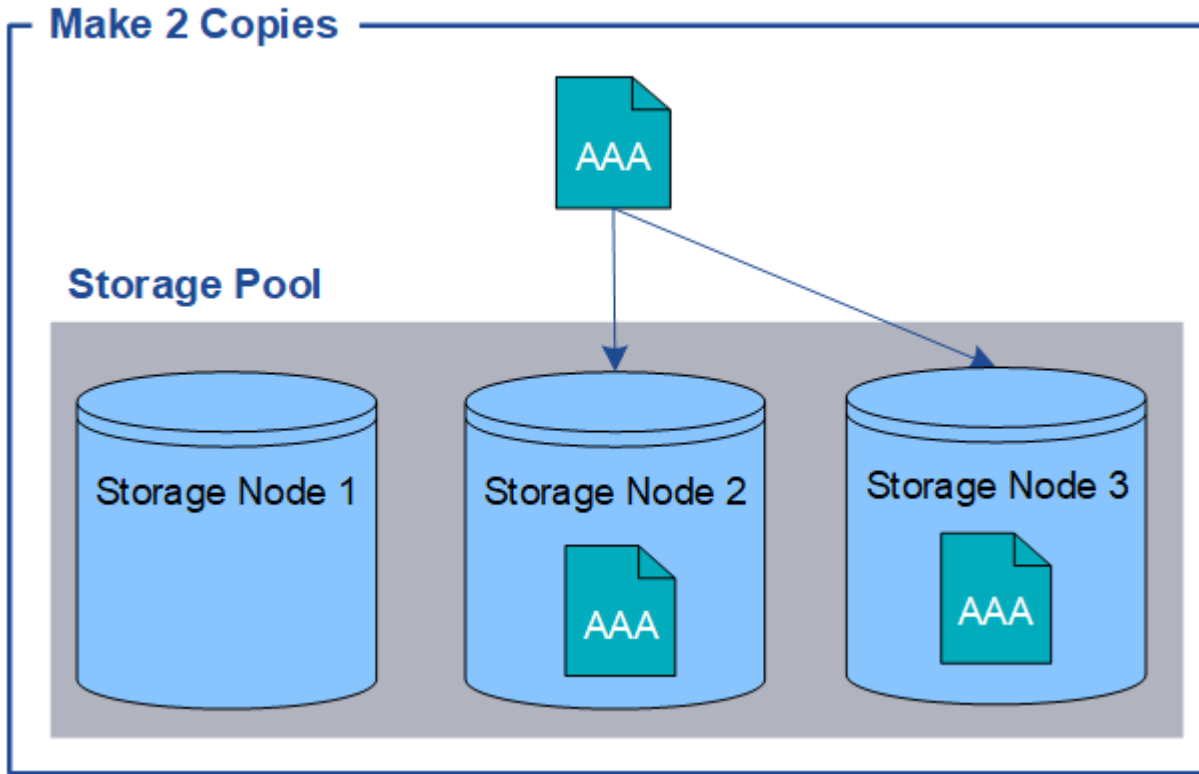 Make 2 Copies
AAA
Storage Pool
Storage Node 1
Storage Node 2
Storage Node 3
AAA
AAA